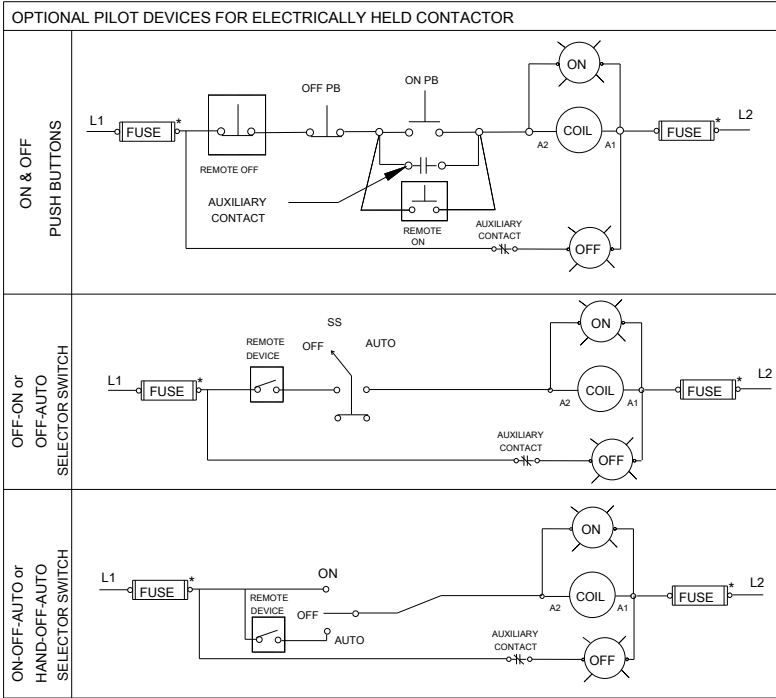 OPTIONAL PILOT DEVICES FOR ELECTRICALLY HELD CONTACTOR
ON & OFF
PUSH BUTTONS
L1
FUSE
*
REMOTE OFF
OFF PB
ON PB
AUXILIARY
CONTACT
REMOTE
ON
AUXILIARY
CONTACT
ON
A2
COIL
A1
OFF
FUSE
*
L2
OFF-ON or
OFF-AUTO
SELECTOR SWITCH
L1
FUSE
*
REMOTE
DEVICE
SS
OFF
AUTO
AUXILIARY
CONTACT
ON
A2
COIL
A1
OFF
FUSE
*
L2
ON-OFF-AUTO or
HAND-OFF-AUTO
SELECTOR SWITCH
L1
FUSE
*
REMOTE
DEVICE
ON
OFF
AUTO
AUXILIARY
CONTACT
ON
A2
COIL
A1
OFF
FUSE
*
L2